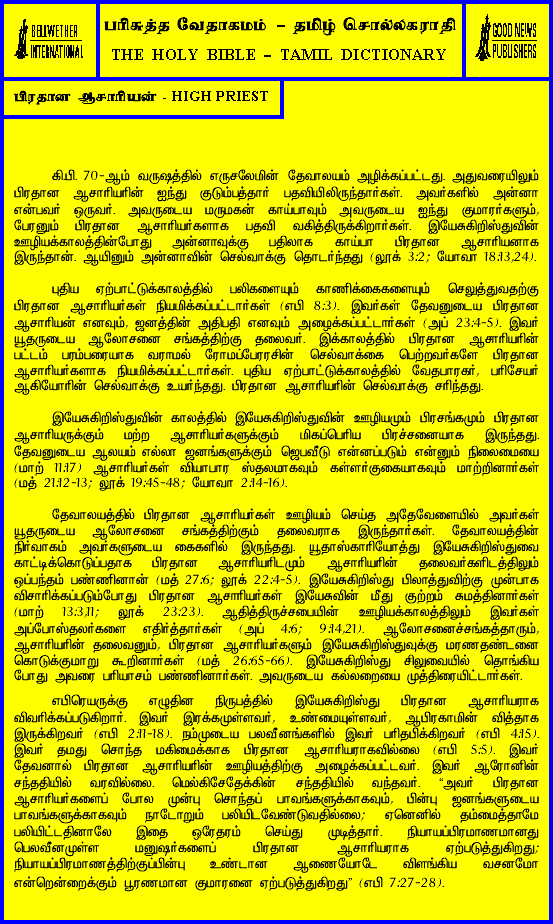 BELLWETHER
INTERNATIONAL
பரிசுத்த வேதாகமம் – தமிழ் சொல்லகராதி
THE HOLY BIBLE – TAMIL DICTIONARY
GOOD NEWS
PUBLISHERS
பிரதான ஆசாரியன் - HIGH PRIEST
கி.பி. 70-ஆம் வருஷத்தில் எருசலேமின் தேவாலயம் அழிக்கப்பட்டது. அதுவரையிலும்
பிரதான ஆசாரியரின் ஐந்து குடும்பத்தார் பதவியிலிருந்தார்கள். அவர்களில் அன்னா
என்பவர் ஒருவர். அவருடைய மருமகன் காய்பாவும் அவருடைய ஐந்து குமாரர்களும்,
பேரனும் பிரதான ஆசாரியர்களாக பதவி வகித்திருக்கிறார்கள். இயேசுகிறிஸ்துவின்
ஊழியக்காலத்தின்போது அன்னாவுக்கு பதிலாக காய்பா பிரதான ஆசாரியனாக
இருந்தான். ஆயினும் அன்னாவின் செல்வாக்கு தொடர்ந்தது (லூக் 3:2; யோவா 18:13,24).
புதிய ஏற்பாட்டுக்காலத்தில் பலிகளையும் காணிக்கைகளையும் செலுத்துவதற்கு
பிரதான ஆசாரியர்கள் நியமிக்கப்பட்டார்கள் (எபி 8:3). இவர்கள் தேவனுடைய பிரதான
ஆசாரியன் எனவும், ஜனத்தின் அதிபதி எனவும் அழைக்கப்பட்டார்கள் (அப் 23:4-5). இவர்
யூதருடைய ஆலோசனை சங்கத்திற்கு தலைவர். இக்காலத்தில் பிரதான ஆசாரியரின்
பட்டம் பரம்பரையாக வராமல் ரோமப்பேரரசின் செல்வாக்கை பெற்றவர்களே பிரதான
ஆசாரியர்களாக நியமிக்கப்பட்டார்கள். புதிய ஏற்பாட்டுக்காலத்தில் வேதபாரகர், பரிசேயர்
ஆகியோரின் செல்வாக்கு உயர்ந்தது. பிரதான ஆசாரியரின் செல்வாக்கு சரிந்தது.
இயேசுகிறிஸ்துவின் காலத்தில் இயேசுகிறிஸ்துவின் ஊழியமும் பிரசங்கமும் பிரதான
ஆசாரியருக்கும் மற்ற ஆசாரியர்களுக்கும் மிகப்பெரிய பிரச்சனையாக இருந்தது.
தேவனுடைய ஆலயம் எல்லா ஜனங்களுக்கும் ஜெபவீடு என்னப்படும் என்னும் நிலைமையை
(மாற் 11:17) ஆசாரியர்கள் வியாபார ஸ்தலமாகவும் கள்ளர்குகையாகவும் மாற்றினார்கள்
(மத் 21:12-13; லூக் 19:45-48; யோவா 2:14-16).
தேவாலயத்தில் பிரதான ஆசாரியர்கள் ஊழியம் செய்த அதேவேளையில் அவர்கள்
யூதருடைய ஆலோசனை சங்கத்திற்கும் தலைவராக இருந்தார்கள். தேவாலயத்தின்
நிர்வாகம் அவர்களுடைய கைகளில் இருந்தது. யூதாஸ்காரியோத்து இயேசுகிறிஸ்துவை
காட்டிக்கொடுப்பதாக பிரதான ஆசாரியரிடமும் ஆசாரியரின் தலைவர்களிடத்திலும்
ஒப்பந்தம் பண்ணினான் (மத் 27:6; லூக் 22:4-5). இயேசுகிறிஸ்து பிலாத்துவிற்கு முன்பாக
விசாரிக்கப்படும்போது பிரதான ஆசாரியர்கள் இயேசுவின் மீது குற்றம் சுமத்தினார்கள்
(மாற் 13:3,11; லூக் 23:23). ஆதித்திருச்சபையின் ஊழியக்காலத்திலும் இவர்கள்
அப்போஸ்தலர்களை எதிர்த்தார்கள் (அப் 4:6; 9:14,21). ஆலோசனைச்சங்கத்தாரும்,
ஆசாரியரின் தலைவனும், பிரதான ஆசாரியர்களும் இயேசுகிறிஸ்துவுக்கு மரணதண்டனை
கொடுக்குமாறு கூறினார்கள் (மத் 26:65-66). இயேசுகிறிஸ்து சிலுவையில் தொங்கிய
போது அவரை பரியாசம் பண்ணினார்கள். அவருடைய கல்லறையை முத்திரையிட்டார்கள்.
எபிரெயருக்கு எழுதின நிருபத்தில் இயேசுகிறிஸ்து பிரதான ஆசாரியராக
விவரிக்கப்படுகிறார். இவர் இரக்கமுள்ளவர், உண்மையுள்ளவர், ஆபிரகாமின் வித்தாக
இருக்கிறவர் (எபி 2:11-18). நம்முடைய பலவீனங்களில் இவர் பரிதபிக்கிறவர் (எபி 4:15).
இவர் தமது சொந்த மகிமைக்காக பிரதான ஆசாரியராகவில்லை (எபி 5:5). இவர்
தேவனால் பிரதான ஆசாரியரின் ஊழியத்திற்கு அழைக்கப்பட்டவர். இவர் ஆரோனின்
சந்ததியில் வரவில்லை. மெல்கிசேதேக்கின் சந்ததியில் வந்தவர். “அவர் பிரதான
ஆசாரியர்களைப் போல முன்பு சொந்தப் பாவங்களுக்காகவும், பின்பு ஜனங்களுடைய
பாவங்களுக்காகவும் நாடோறும் பலியிடவேண்டுவதில்லை; ஏனெனில் தம்மைத்தாமே
பலியிட்டதினாலே இதை ஒரேதரம் செய்து முடித்தார். நியாயப்பிரமாணமானது
பெலவீனமுள்ள மனுஷர்களைப் பிரதான ஆசாரியராக ஏற்படுத்துகிறது;
நியாயப்பிரமாணத்திற்குப்பின்பு உண்டான ஆணையோடே விளங்கிய வசனமோ
என்றென்றைக்கும் பூரணமான குமாரனை ஏற்படுத்துகிறது” (எபி 7:27-28).